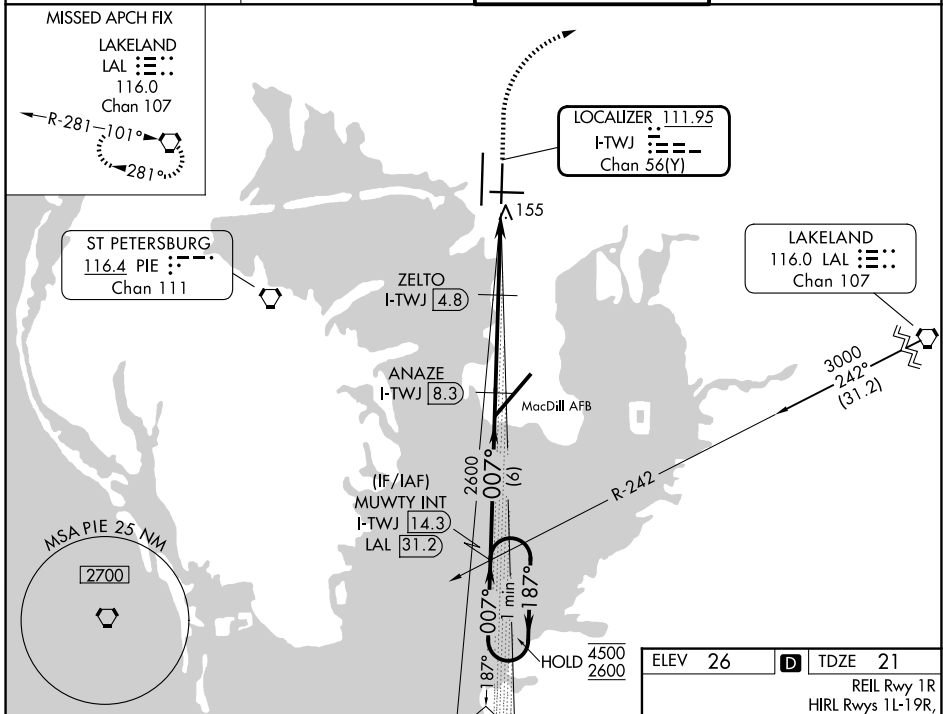 MISSED APCH FIX
LAKELAND
LAL
116.0
Chan 107
R-281
101°
281°
LOCALIZER 111.95
I-TWJ
Chan 56(Y)
155
ST PETERSBURG
116.4 PIE
Chan 111
ZELTO
I-TWJ 4.8
LAKELAND
116.0 LAL
Chan 107
ANAZE
I-TWJ 8.3
MacDill AFB
3000
242°
(31.2)
R-242
2600
007°
(6)
(IF/IAF)
MUWTY INT
I-TWJ 14.3
LAL 31.2
N
MSA PIE 25 NM
2700
007°
1 min
187°
187°
HOLD 4500
2600
ELEV 26 D TDZE 21
REIL Rwy 1R
HIRL Rwys 1L-19R,